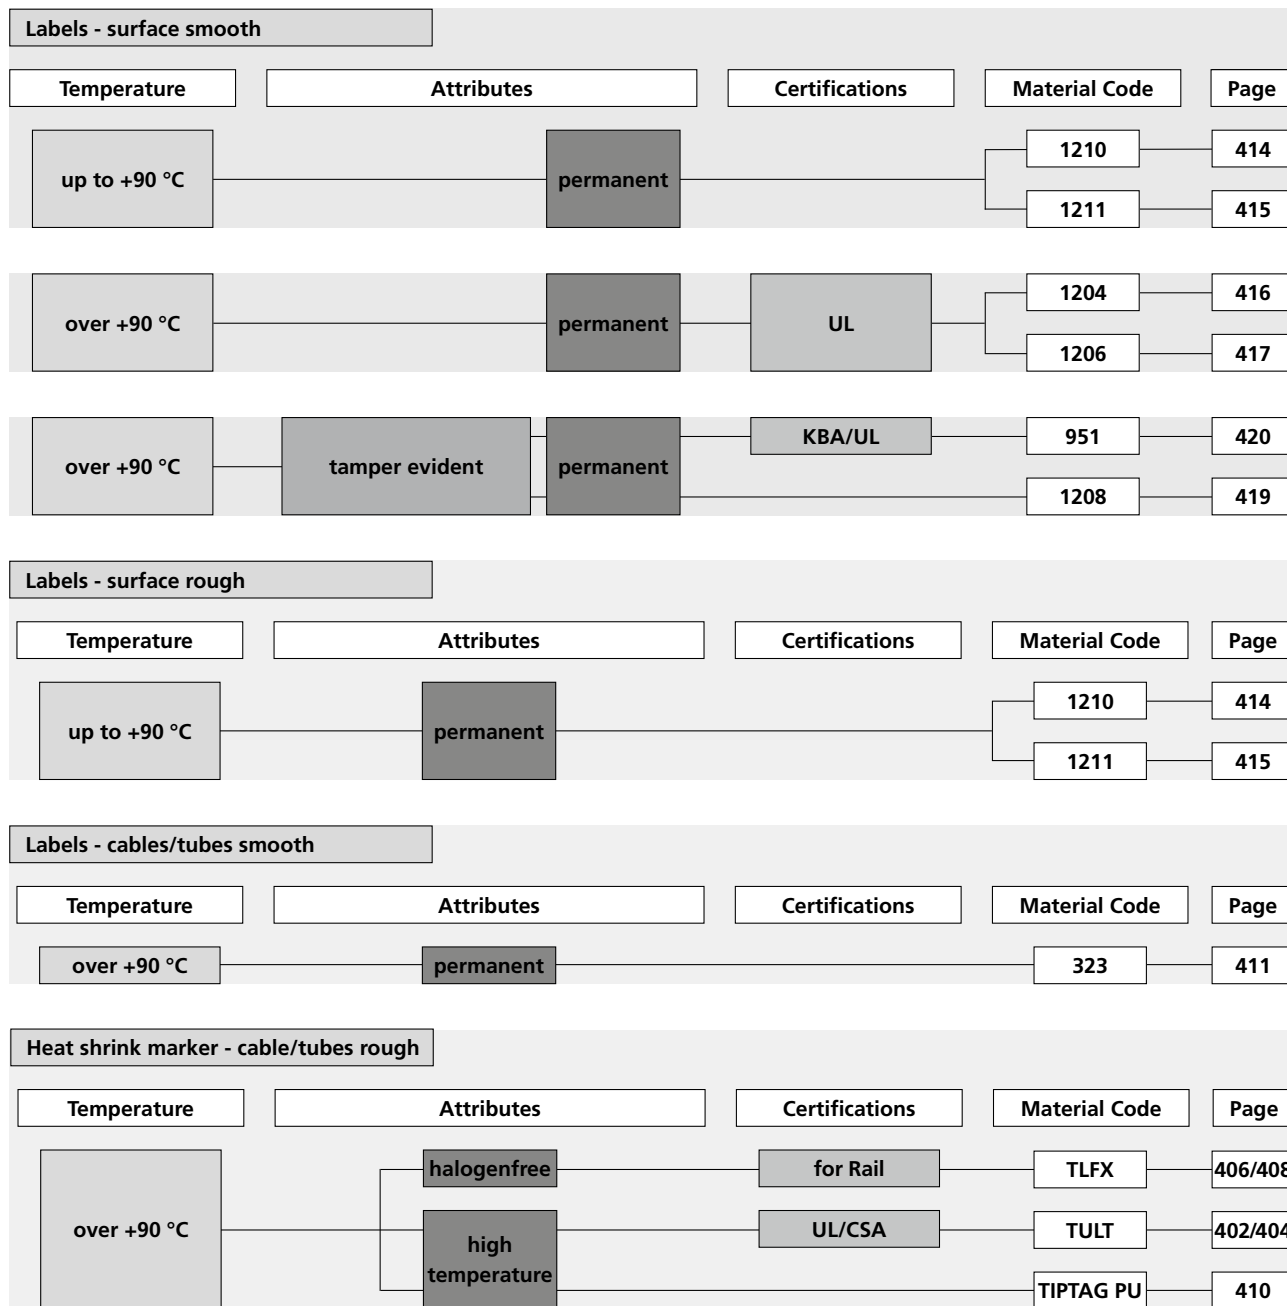 Labels - surface smooth
Temperature Attributes Certifications Material Code Page
up to +90 °C permanent 1210 414
1211 415
over +90 °C permanent UL 1204 416
1206 417
over +90 °C tamper evident permanent KBA/UL 951 420
1208 419
Labels - surface rough
Temperature Attributes Certifications Material Code Page
up to +90 °C permanent 1210 414
1211 415
Labels - cables/tubes smooth
Temperature Attributes Certifications Material Code Page
over +90 °C permanent 323 411
Heat shrink marker - cable/tubes rough
Temperature Attributes Certifications Material Code Page
halogenfree for Rail TLFX 406/408
over +90 °C high temperature UL/CSA TULT 402/404
TIPTAG PU 410